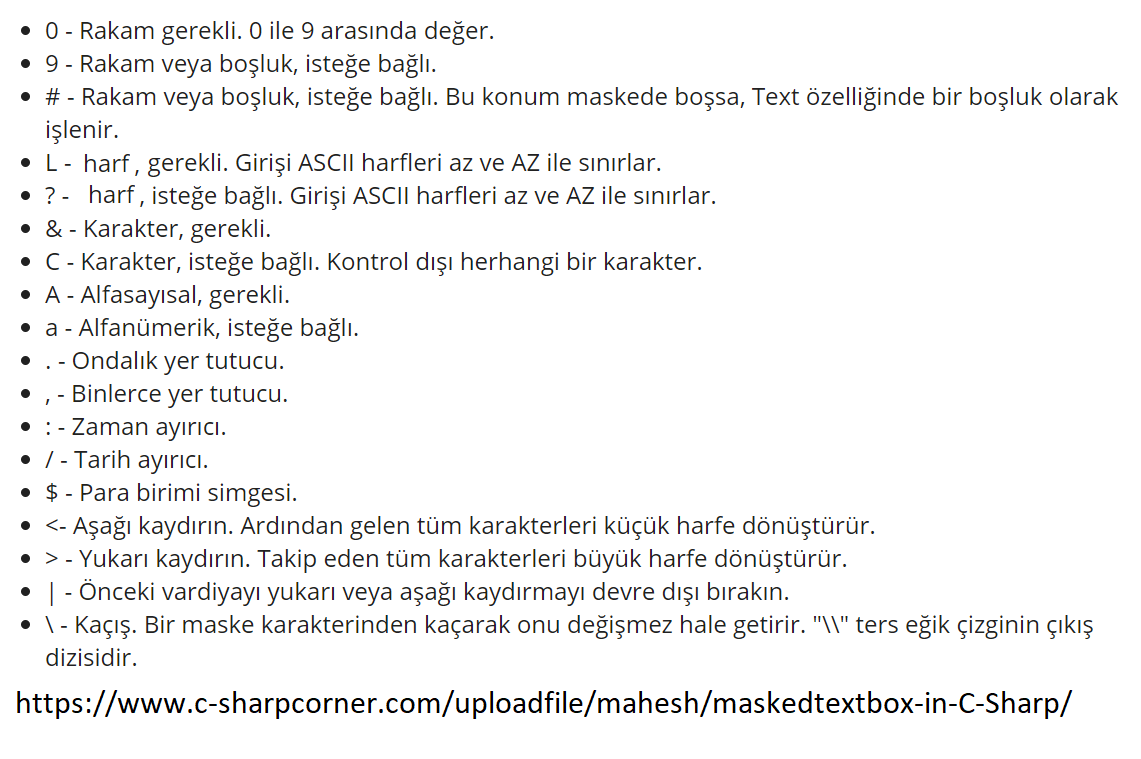 • 0 - Rakam gerekli. 0 ile 9 arasında değer.
• 9 - Rakam veya boşluk, isteğe bağlı.
• # - Rakam veya boşluk, isteğe bağlı. Bu konum maskede boşsa, Text özelliğinde bir boşluk olarak
işlenir.
• L - harf , gerekli. Girişi ASCII harfleri az ve AZ ile sınırlar.
• ? - harf , isteğe bağlı. Girişi ASCII harfleri az ve AZ ile sınırlar.
• & - Karakter, gerekli.
• C - Karakter, isteğe bağlı. Kontrol dışı herhangi bir karakter.
• A - Alfasayısal, gerekli.
• a - Alfanümerik, isteğe bağlı.
• . - Ondalık yer tutucu.
• , - Binlerce yer tutucu.
• : - Zaman ayırıcı.
• / - Tarih ayırıcı.
• $ - Para birimi simgesi.
• <- Aşağı kaydırın. Ardından gelen tüm karakterleri küçük harfe dönüştürür.
• > - Yukarı kaydırın. Takip eden tüm karakterleri büyük harfe dönüştürür.
• | - Önceki vardiyayı yukarı veya aşağı kaydırmayı devre dışı bırakın.
• \ - Kaçış. Bir maske karakterinden kaçarak onu değişmez hale getirir. "\\" ters eğik çizginin çıkış
dizisidir.
https://www.c-sharpcorner.com/uploadfile/mahesh/maskedtextbox-in-C-Sharp/